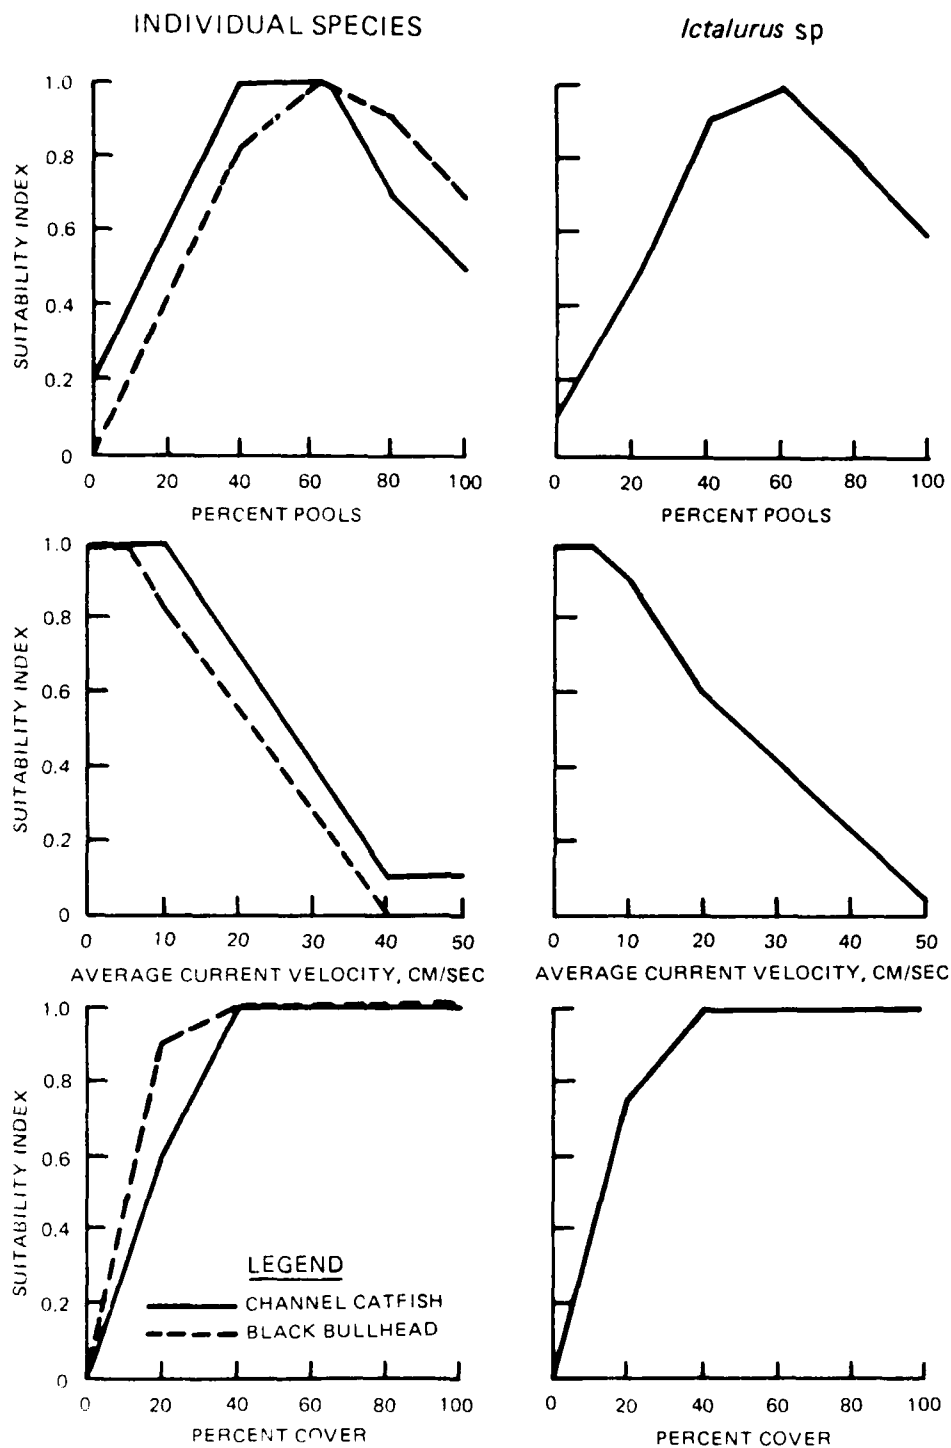 INDIVIDUAL SPECIES
Ictalurus sp
SUITABILITY INDEX
1.0
0.8
0.6
0.4
0.2
0
0 20 40 60 80 100
PERCENT POOLS
0 20 40 60 80 100
PERCENT POOLS
SUITABILITY INDEX
1.0
0.8
0.6
0.4
0.2
0
0 10 20 30 40 50
AVERAGE CURRENT VELOCITY, CM/SEC
0 10 20 30 40 50
AVERAGE CURRENT VELOCITY, CM/SEC
SUITABILITY INDEX
1.0
0.8
0.6
0.4
0.2
0
LEGEND
CHANNEL CATFISH
BLACK BULLHEAD
0 20 40 60 80 100
PERCENT COVER
0 20 40 60 80 100
PERCENT COVER